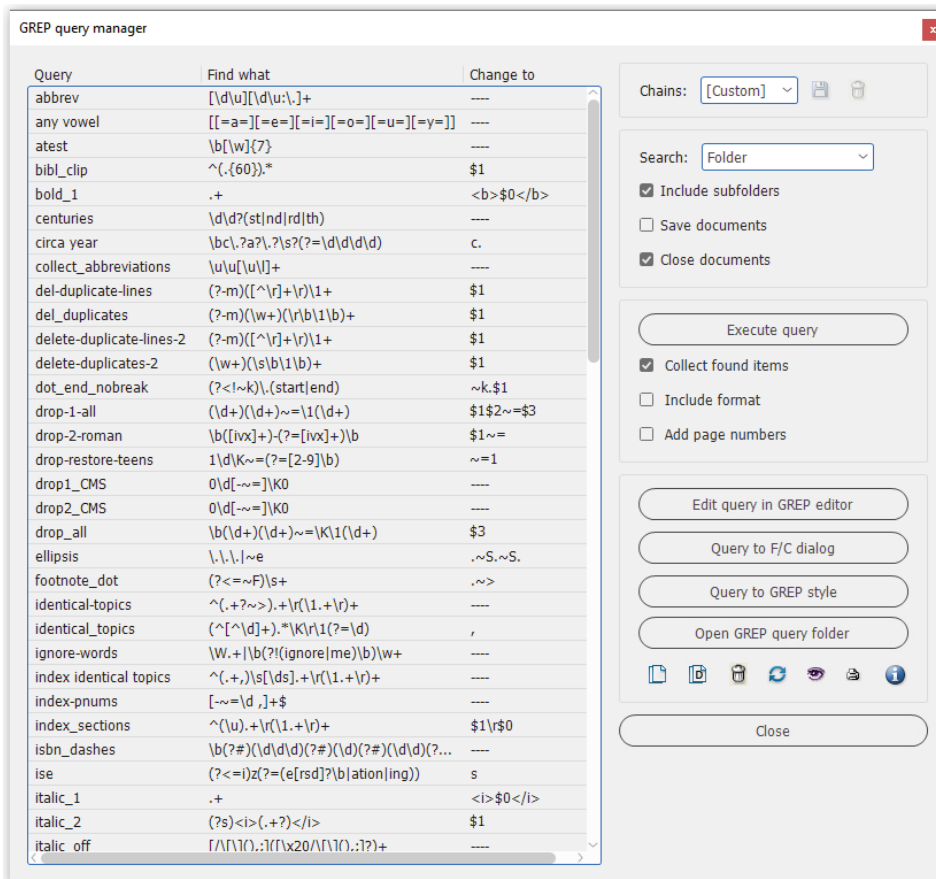 GREP query manager
x
Query Find what Change to
abbrev [\d\u][\d\u:\.]+ ----
any vowel [[=a=][=e=][=i=][=o=][=u=][=y=]] ----
atest \b[\w]{7} ----
bibl_clip ^(.{60}).* $1
bold_1 .+ <b>$0</b>
centuries \d\d?(st|nd|rd|th) ----
circa year \bc\.?a?\.?\s?(?=\d\d\d\d) c.
collect_abbreviations \u\u[\u\l]+ ----
del-duplicate-lines (?-m)([^\r]+\r)\1+ $1
del_duplicates (?-m)(\w+)(\r\b\1\b)+ $1
delete-duplicate-lines-2 (?-m)([^\r]+\r)\1+ $1
delete-duplicates-2 (\w+)(\s\b\1\b)+ $1
dot_end_nobreak (?<!~k)\.(start|end) ~k.$1
drop-1-all (\d+)(\d+)~=\1(\d+) $1$2~=$3
drop-2-roman \b([ivx]+)-(?=[ivx]+)\b $1~=
drop-restore-teens 1\d\K~=(?=[2-9]\b) ~=1
drop1_CMS 0\d[-~=]\K0 ----
drop2_CMS 0\d[-~=]\K0 ----
drop_all \b(\d+)(\d+)~=\K\1(\d+) $3
ellipsis \.\.\.|~e .~S.~S.
footnote_dot (?<=~F)\s+ .~>
identical-topics ^(.+?~>).+\r(\1.+\r)+ ----
identical_topics (^[^\d]+).*\K\r\1(?=\d) ,
ignore-words \W.+|\b(?!(ignore|me)\b)\w+ ----
index identical topics ^(.+,)\s[\ds].+\r(\1.+\r)+ ----
index-pnums [-~=\d ,]+$ ----
index_sections ^(\u).+\r(\1.+\r)+ $1\r$0
isbn_dashes \b(?#)(\d\d\d)(?#)(\d)(?#)(\d\d)(?... ----
ise (?<=i)z(?=(e[rsd]?\b|ation|ing)) s
italic_1 .+ <i>$0</i>
italic_2 (?s)<i>(.+?)</i> $1
italic_off [/\[\](),;]([\x20/\[\](),;]?)+ ----
Chains: [Custom]
Search: Folder
Include subfolders
Save documents
Close documents
Execute query
Collect found items
Include format
Add page numbers
Edit query in GREP editor
Query to F/C dialog
Query to GREP style
Open GREP query folder
D
i
Close